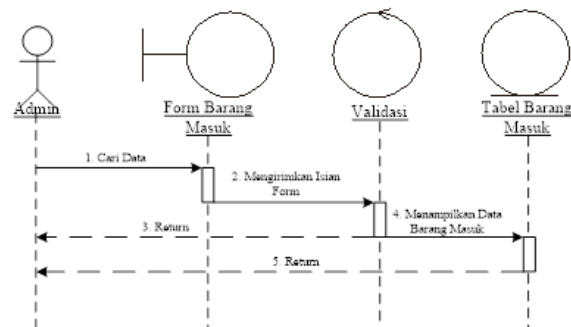 Admin
Form Barang
Masuk
Validasi
Tabel Barang
Masuk
1. Cari Data
2. Mengirimkan Isian
Form
3. Return
4. Menampilkan Data
Barang Masuk
5. Return